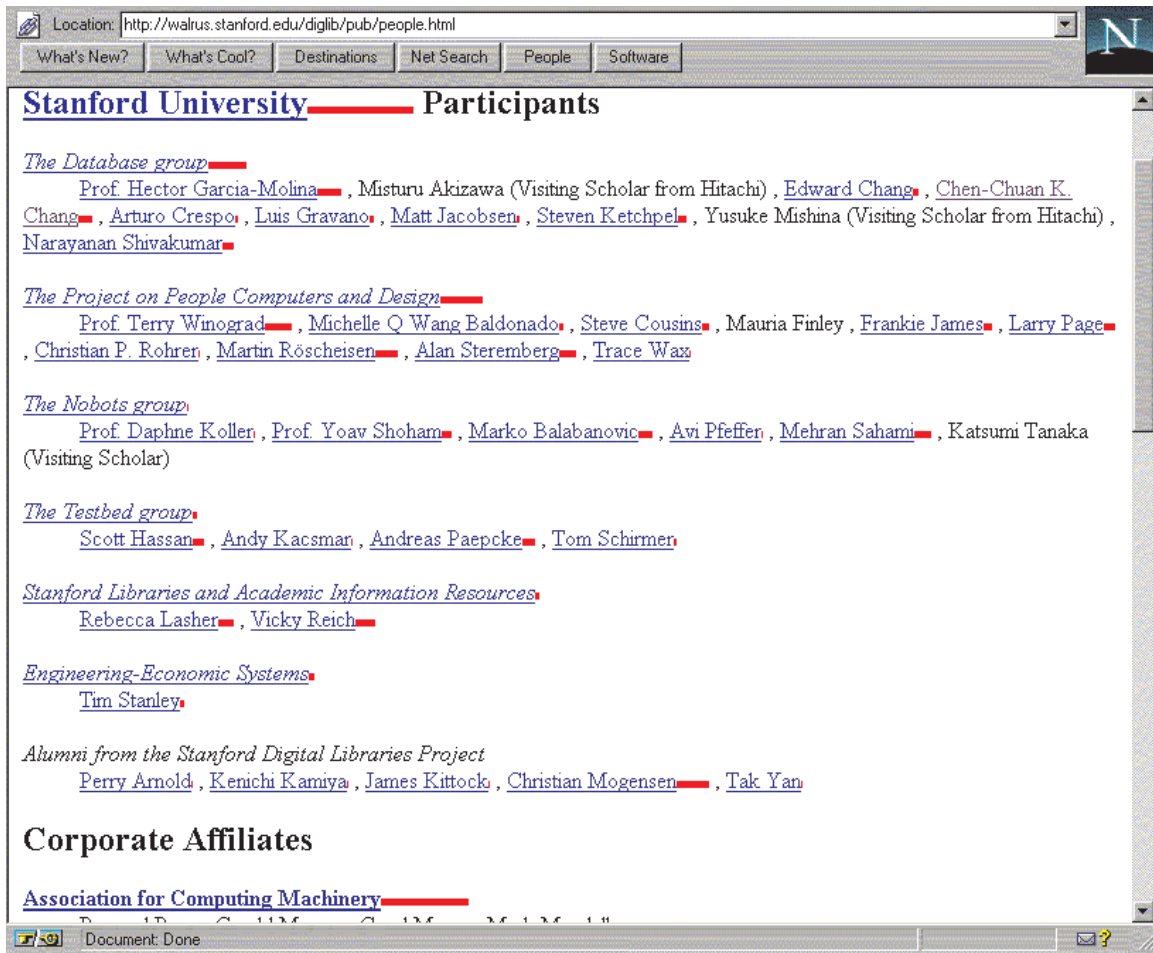 Location: http://walrus.stanford.edu/diglib/pub/people.html
N
What's New? What's Cool? Destinations Net Search People Software
Stanford University Participants
The Database group
Prof. Hector Garcia-Molina , Misturu Akizawa (Visiting Scholar from Hitachi) , Edward Chang , Chen-Chuan K.
Chang , Arturo Crespo , Luis Gravano , Matt Jacobsen , Steven Ketchpel , Yusuke Mishina (Visiting Scholar from Hitachi) ,
Narayanan Shivakumar
The Project on People Computers and Design
Prof. Terry Winograd , Michelle Q Wang Baldonado , Steve Cousins , Mauria Finley , Frankie James , Larry Page
, Christian P. Rohrer , Martin Röscheisen , Alan Steremberg , Trace Wax
The Nobots group
Prof. Daphne Koller , Prof. Yoav Shoham , Marko Balabanovic , Avi Pfeffer , Mehran Sahami , Katsumi Tanaka
(Visiting Scholar)
The Testbed group
Scott Hassan , Andy Kacsmar , Andreas Paepcke , Tom Schirmer
Stanford Libraries and Academic Information Resources
Rebecca Lasher , Vicky Reich
Engineering-Economic Systems
Tim Stanley
Alumni from the Stanford Digital Libraries Project
Perry Arnold , Kenichi Kamiya , James Kittock , Christian Mogensen , Tak Yan
Corporate Affiliates
Association for Computing Machinery
Document: Done